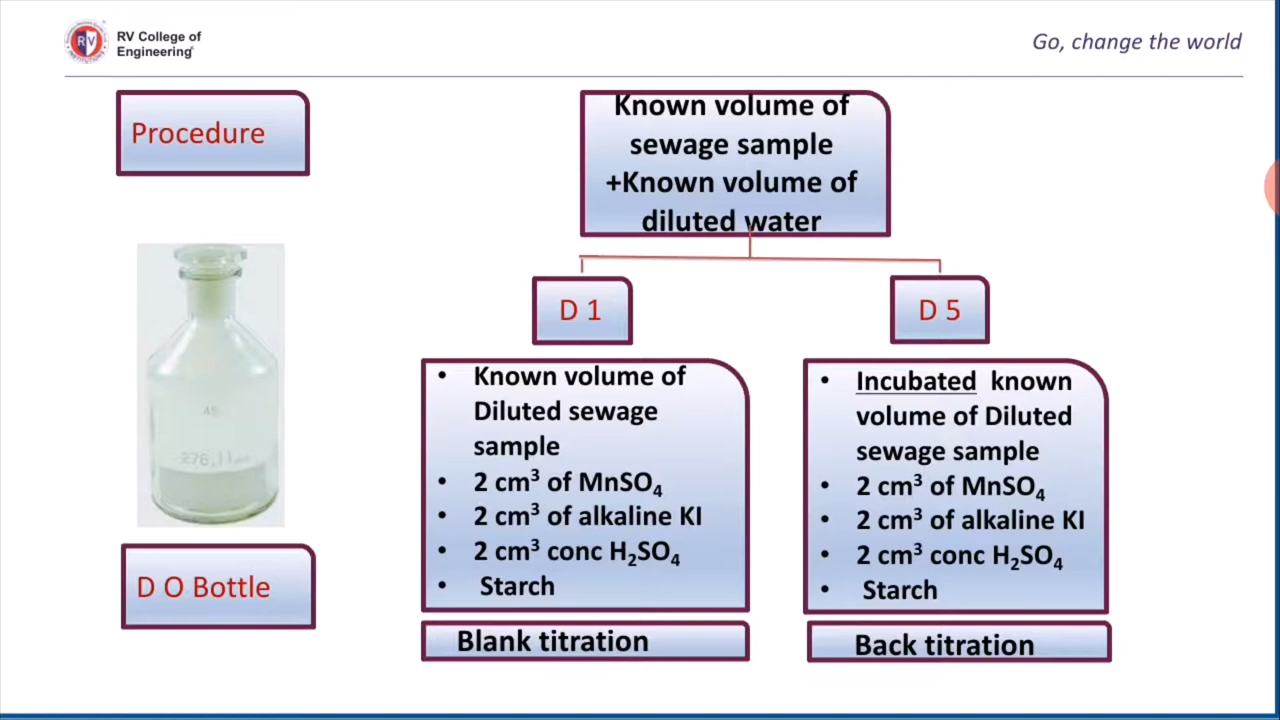 RV College of
Engineering
Go, change the world
Procedure
Known volume of
sewage sample
+Known volume of
diluted water
D 1
D 5
• Known volume of
Diluted sewage
sample
• 2 cm³ of MnSO₄
• 2 cm³ of alkaline KI
• 2 cm³ conc H₂SO₄
• Starch
• Incubated known
volume of Diluted
sewage sample
• 2 cm³ of MnSO₄
• 2 cm³ of alkaline KI
• 2 cm³ conc H₂SO₄
• Starch
D O Bottle
Blank titration
Back titration